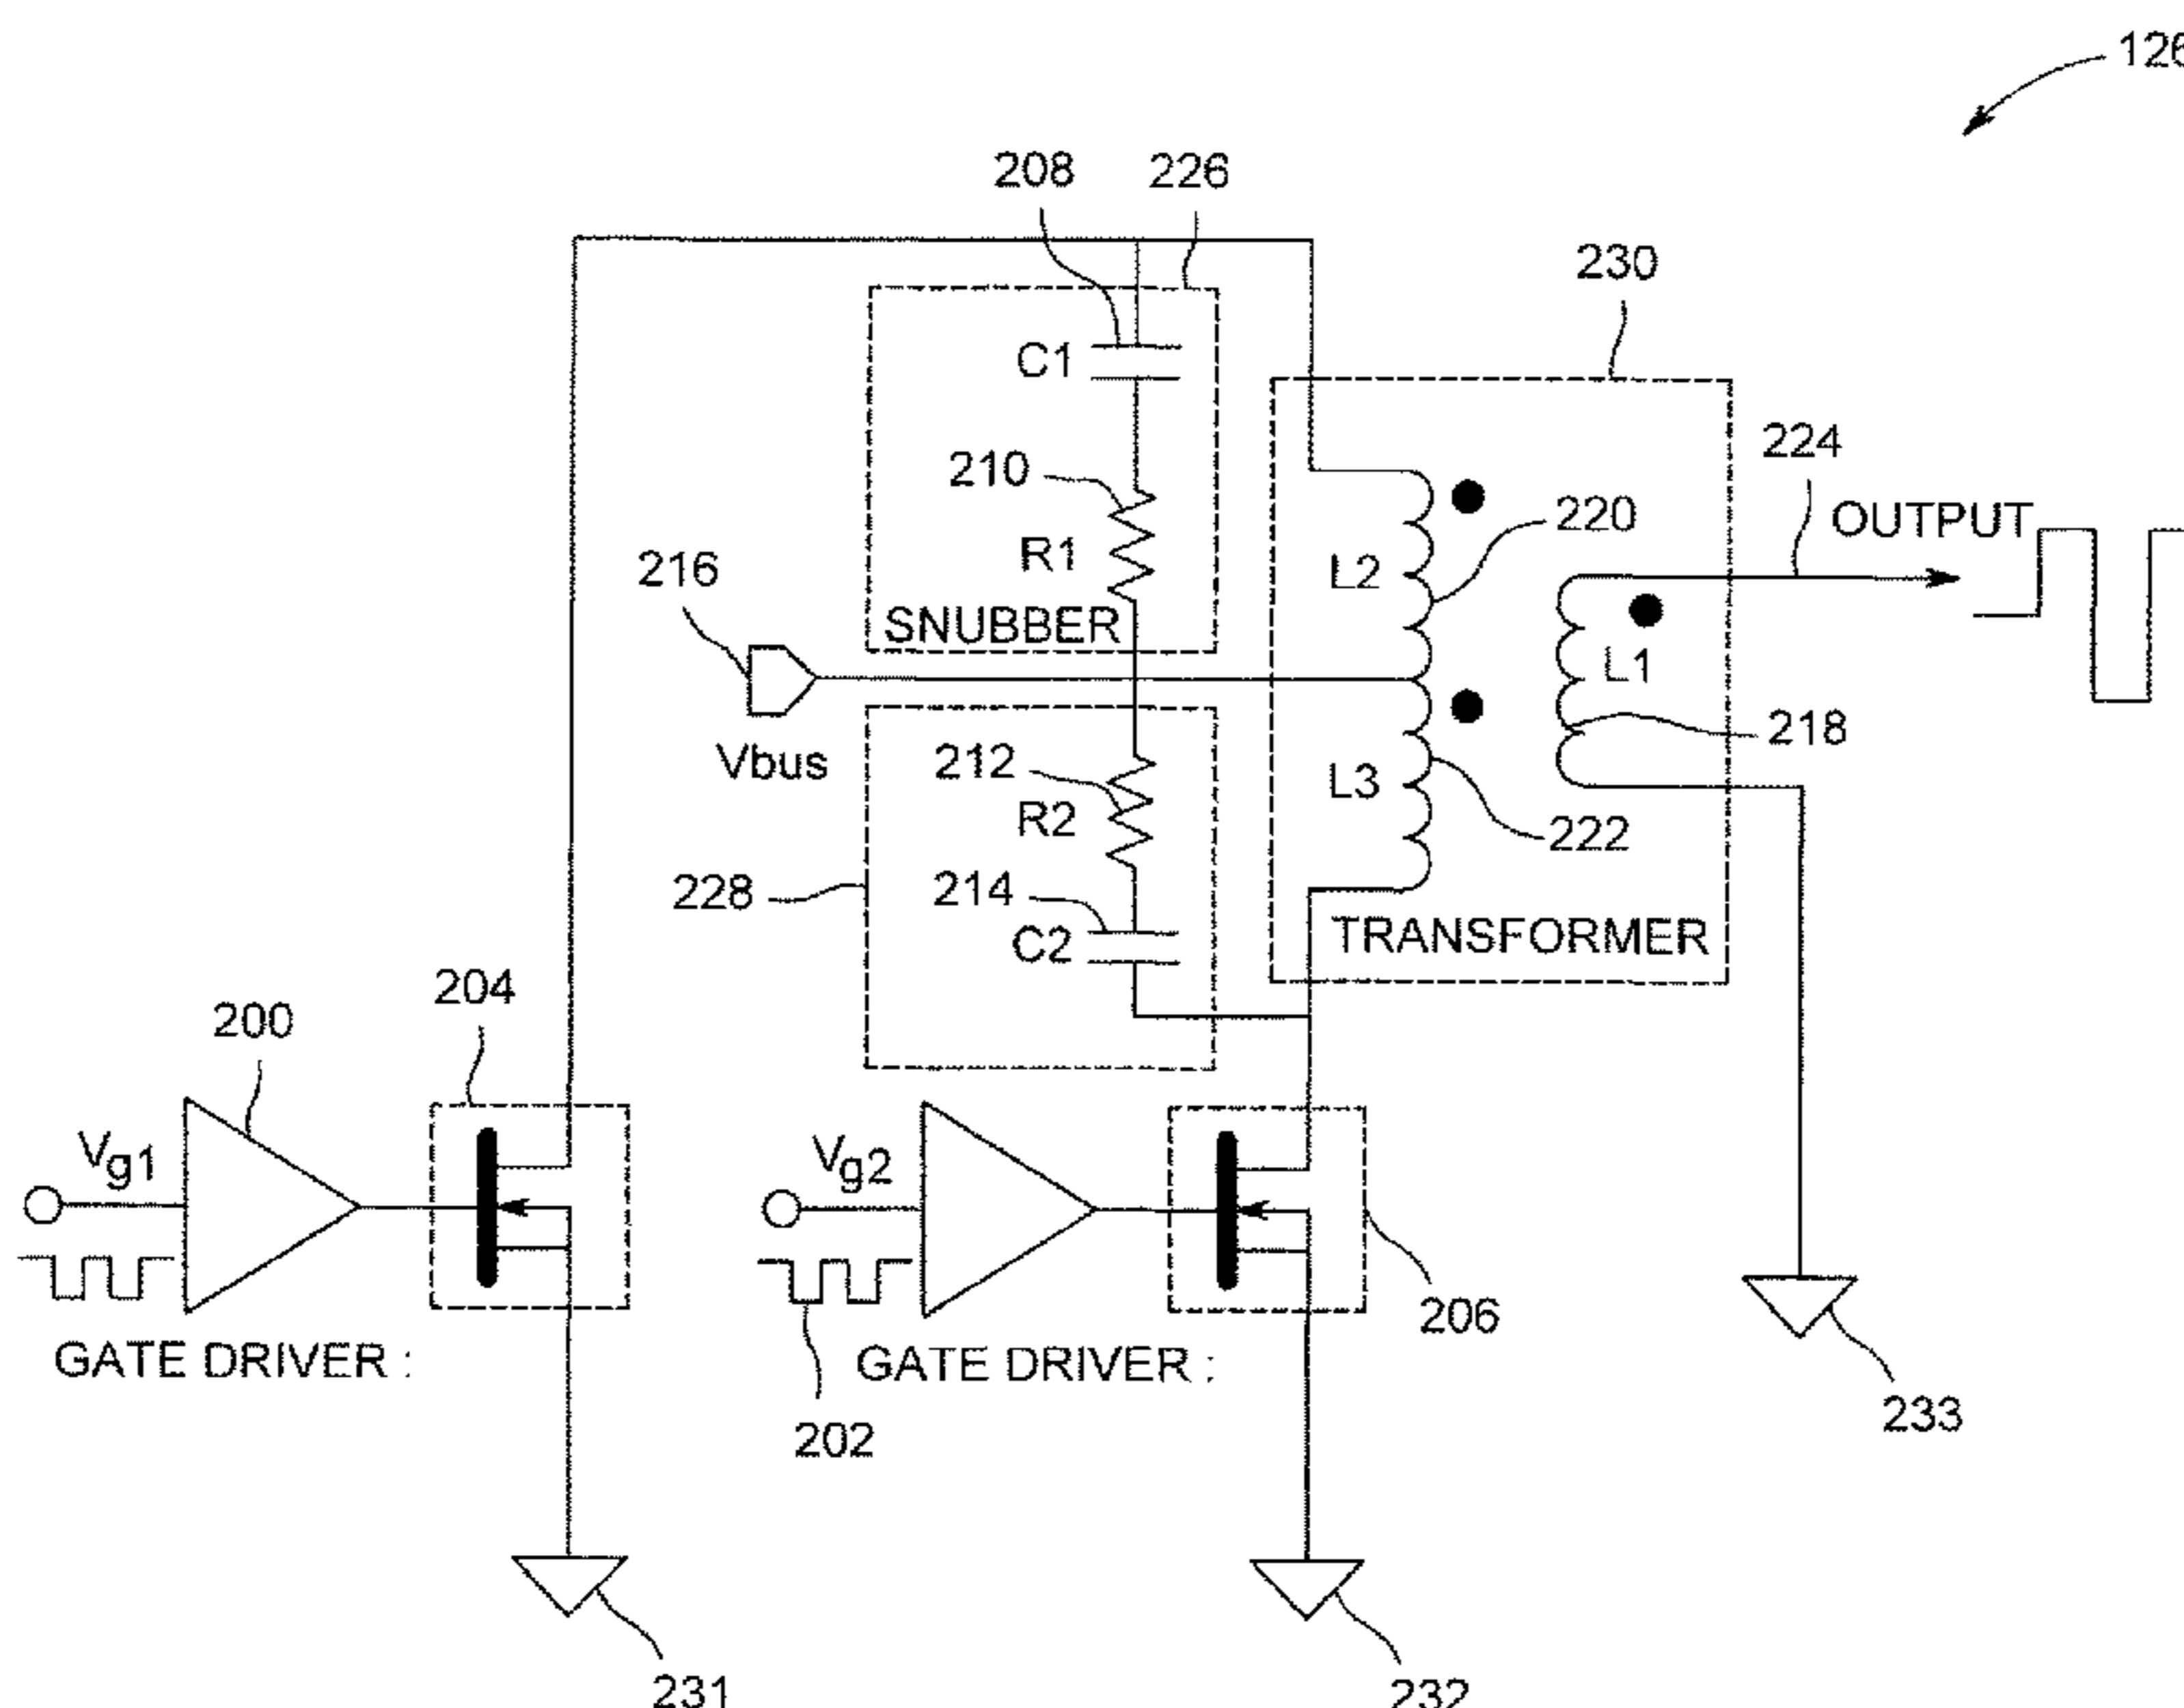 126
208
226
230
C1
224
210
220
OUTPUT
R1
L2
216
SNUBBER
L1
218
Vbus
212
L3
R2
222
228
214
C2
TRANSFORMER
204
200
Vg1
Vg2
206
GATE DRIVER :
GATE DRIVER :
202
233
231
232